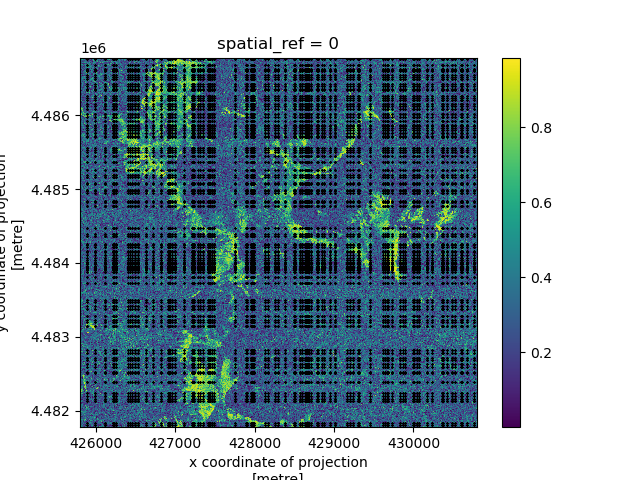 spatial_ref = 0
1e6
4.486
4.485
4.484
4.483
4.482
y coordinate of projection
[metre]
426000 427000 428000 429000 430000
x coordinate of projection
[metre]
0.8
0.6
0.4
0.2